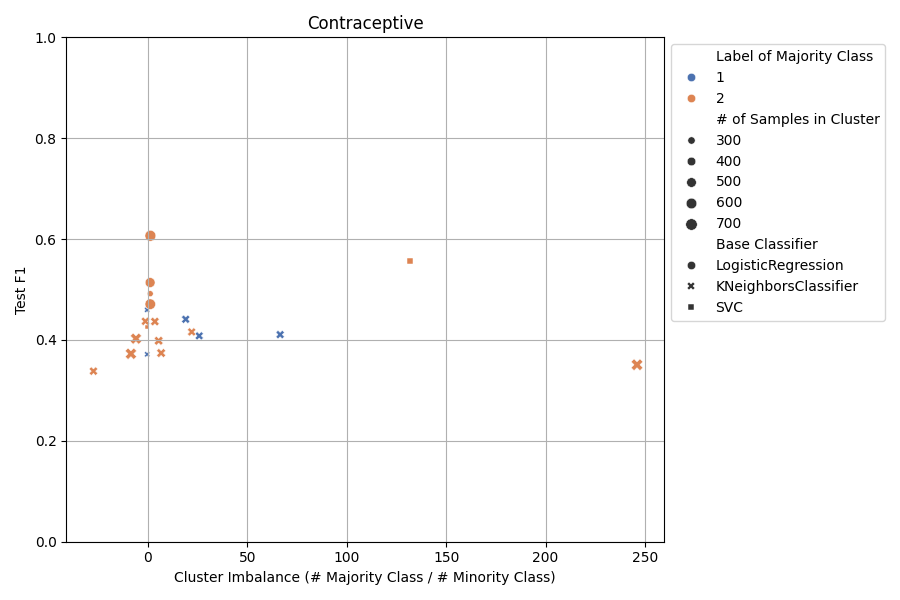 Contraceptive
1.0
0.8
0.6
0.4
0.2
0.0
Test F1
0 50 100 150 200 250
Cluster Imbalance (# Majority Class / # Minority Class)
Label of Majority Class
1
2
# of Samples in Cluster
300
400
500
600
700
Base Classifier
LogisticRegression
KNeighborsClassifier
SVC